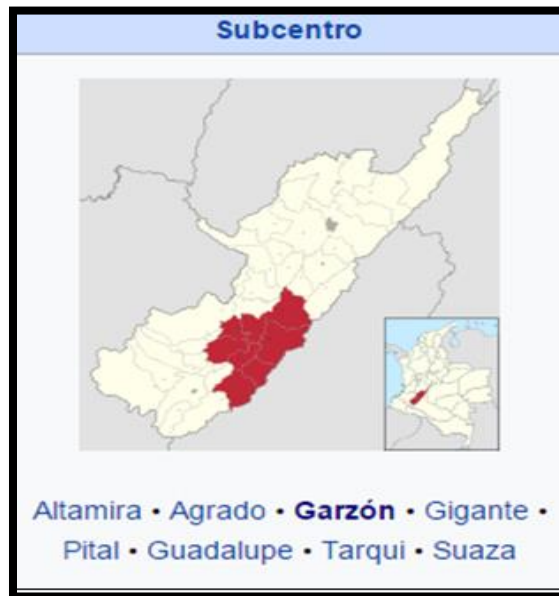 Subcentro
Altamira • Agrado • Garzón • Gigante •
Pital • Guadalupe • Tarqui • Suaza